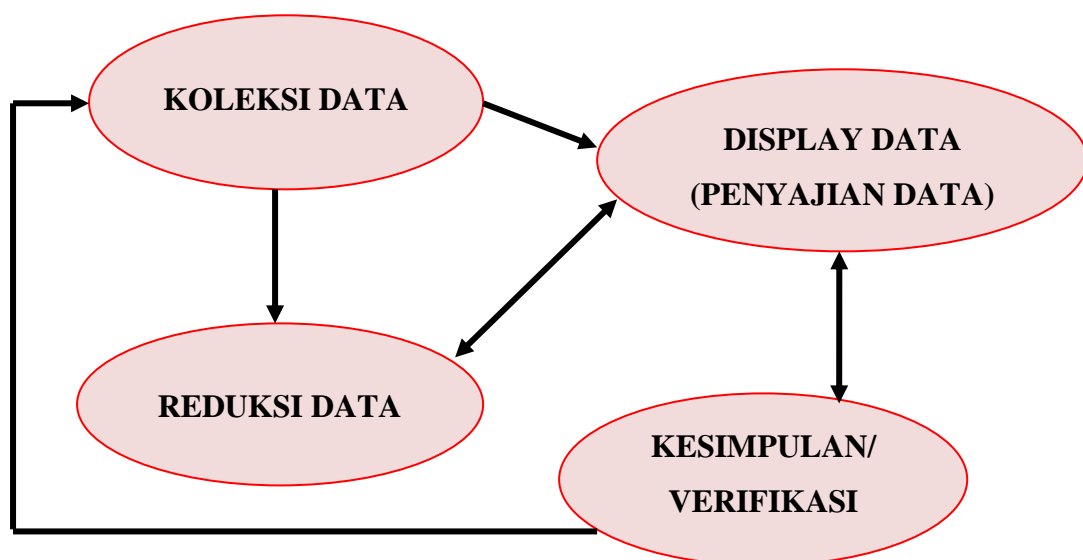 KOLEKSI DATA
DISPLAY DATA
(PENYAJIAN DATA)
REDUKSI DATA
KESIMPULAN/
VERIFIKASI